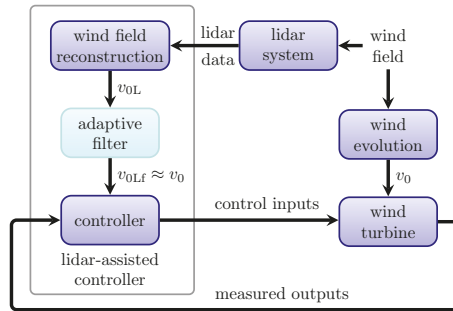 wind field
reconstruction
lidar
data
lidar
system
wind
field
v0L
adaptive
filter
wind
evolution
v0Lf ≈ v0
v0
controller
control inputs
wind
turbine
lidar-assisted
controller
measured outputs